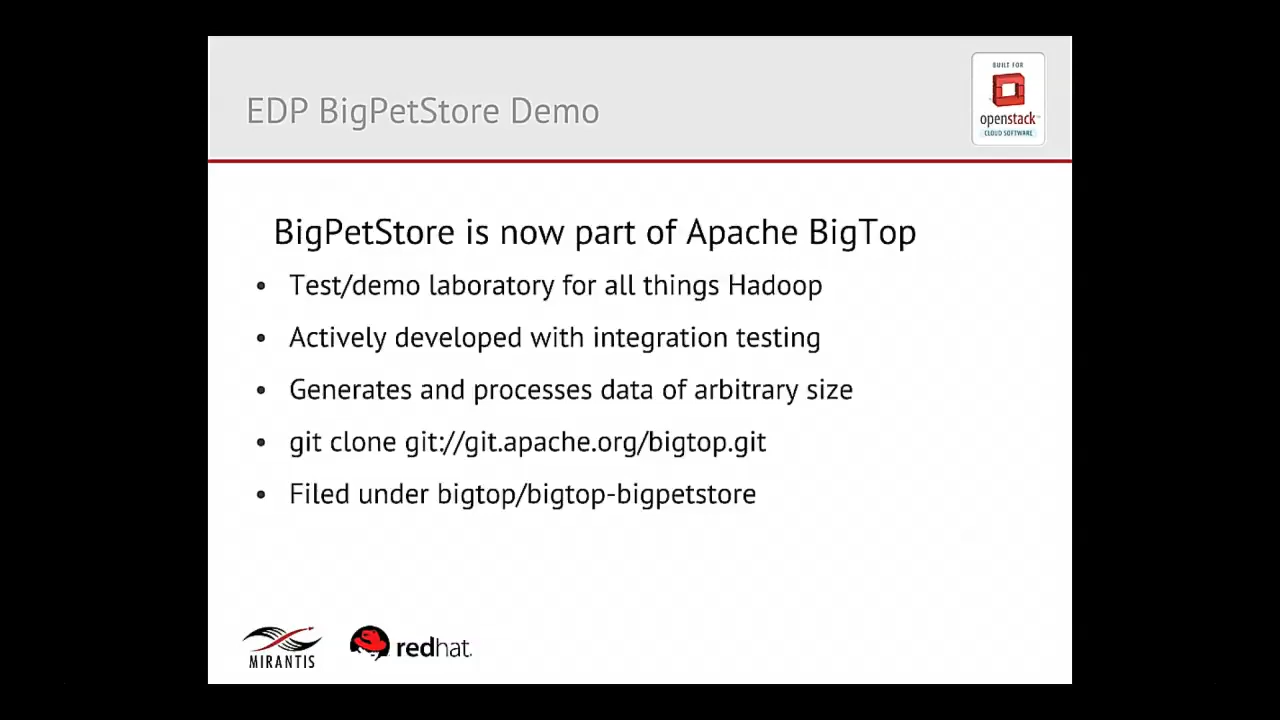 EDP BigPetStore Demo
BUILT FOR
openstack™
CLOUD SOFTWARE
BigPetStore is now part of Apache BigTop
• Test/demo laboratory for all things Hadoop
• Actively developed with integration testing
• Generates and processes data of arbitrary size
• git clone git://git.apache.org/bigtop.git
• Filed under bigtop/bigtop-bigpetstore
MIRANTIS
redhat.